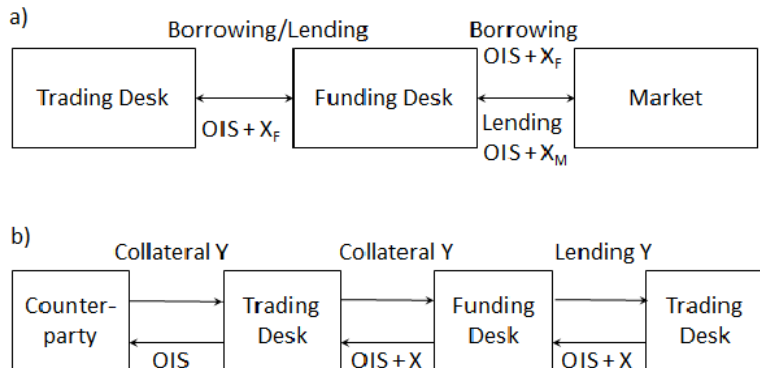 a)
Borrowing/Lending
Borrowing
OIS + X_F
Trading Desk
Funding Desk
Market
OIS + X_F
Lending
OIS + X_M
b)
Collateral Y
Collateral Y
Lending Y
Counter-
party
Trading
Desk
Funding
Desk
Trading
Desk
OIS
OIS + X
OIS + X